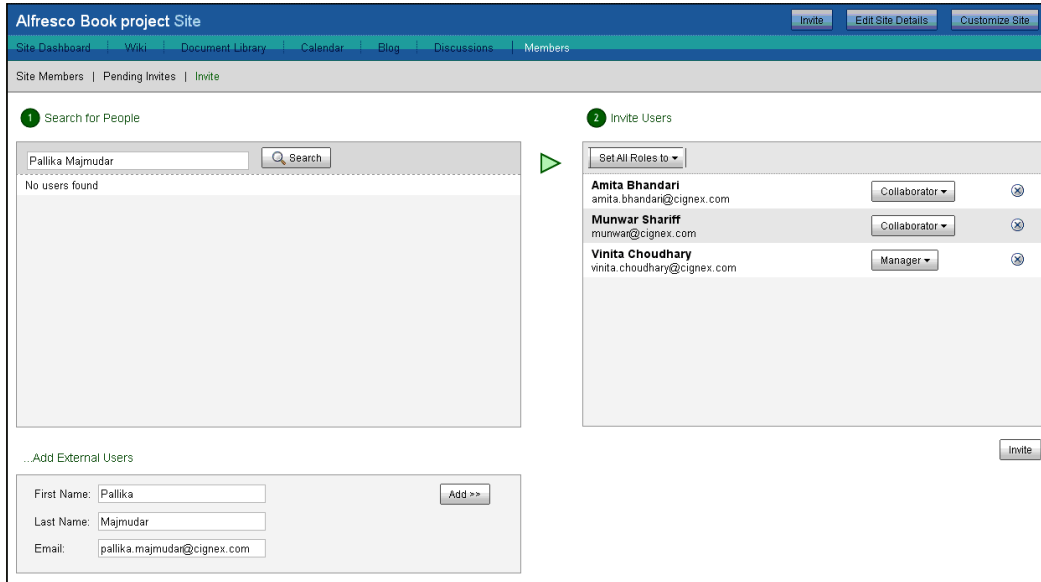 Alfresco Book project Site
Invite
Edit Site Details
Customize Site
Site Dashboard
Wiki
Document Library
Calendar
Blog
Discussions
Members
Site Members | Pending Invites | Invite
1 Search for People
Pallika Majmudar
Search
No users found
2 Invite Users
Set All Roles to
Amita Bhandari
amita.bhandari@cignex.com
Collaborator
Munwar Shariff
munwar@cignex.com
Collaborator
Vinita Choudhary
vinita.choudhary@cignex.com
Manager
Invite
...Add External Users
First Name: Pallika
Add >>
Last Name: Majmudar
Email: pallika.majmudar@cignex.com